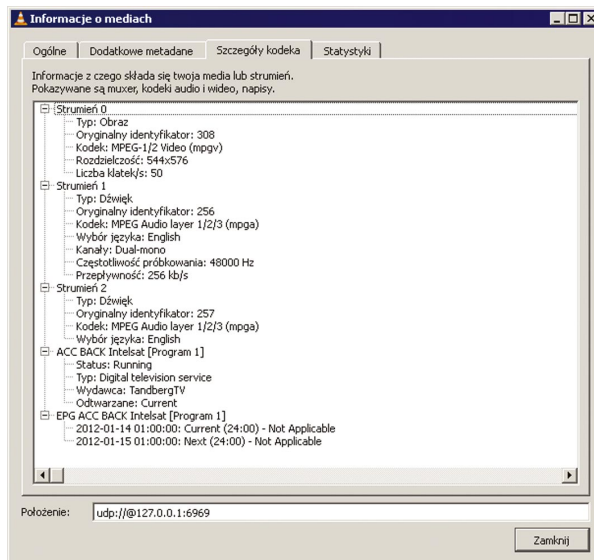 Informacje o mediach
Ogólne
Dodatkowe metadane
Szczegóły kodeka
Statystyki
Informacje z czego składa się twoja media lub strumień.
Pokazywane są muxer, kodeki audio i wideo, napisy.
Strumień 0
Typ: Obraz
Oryginalny identyfikator: 308
Kodek: MPEG-1/2 Video (mpgv)
Rozdzielczość: 544x576
Liczba klatek/s: 50
Strumień 1
Typ: Dźwięk
Oryginalny identyfikator: 256
Kodek: MPEG Audio layer 1/2/3 (mpga)
Wybór języka: English
Kanały: Dual-mono
Częstotliwość próbkowania: 48000 Hz
Przepływność: 256 kb/s
Strumień 2
Typ: Dźwięk
Oryginalny identyfikator: 257
Kodek: MPEG Audio layer 1/2/3 (mpga)
Wybór języka: English
ACC BACK Intelsat [Program 1]
Status: Running
Typ: Digital television service
Wydawca: TandbergTV
Odtwarzane: Current
EPG ACC BACK Intelsat [Program 1]
2012-01-14 01:00:00: Current (24:00) - Not Applicable
2012-01-15 01:00:00: Next (24:00) - Not Applicable
Położenie:
udp://@127.0.0.1:6969
Zamknij